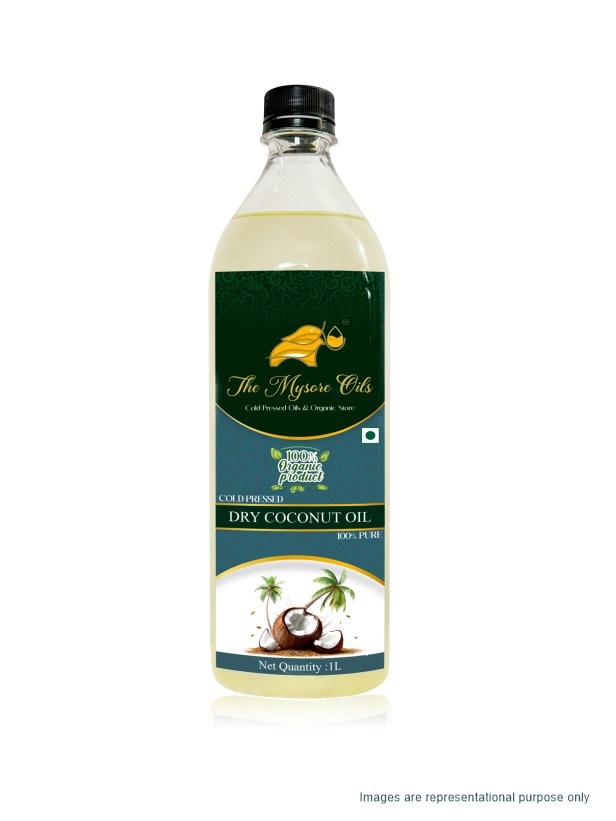 TM
The Mysore Oils
Cold Pressed Oils & Organic Store
100%
Organic
product
COLD PRESSED
DRY COCONUT OIL
100% PURE
Net Quantity :1L
Images are representational purpose only